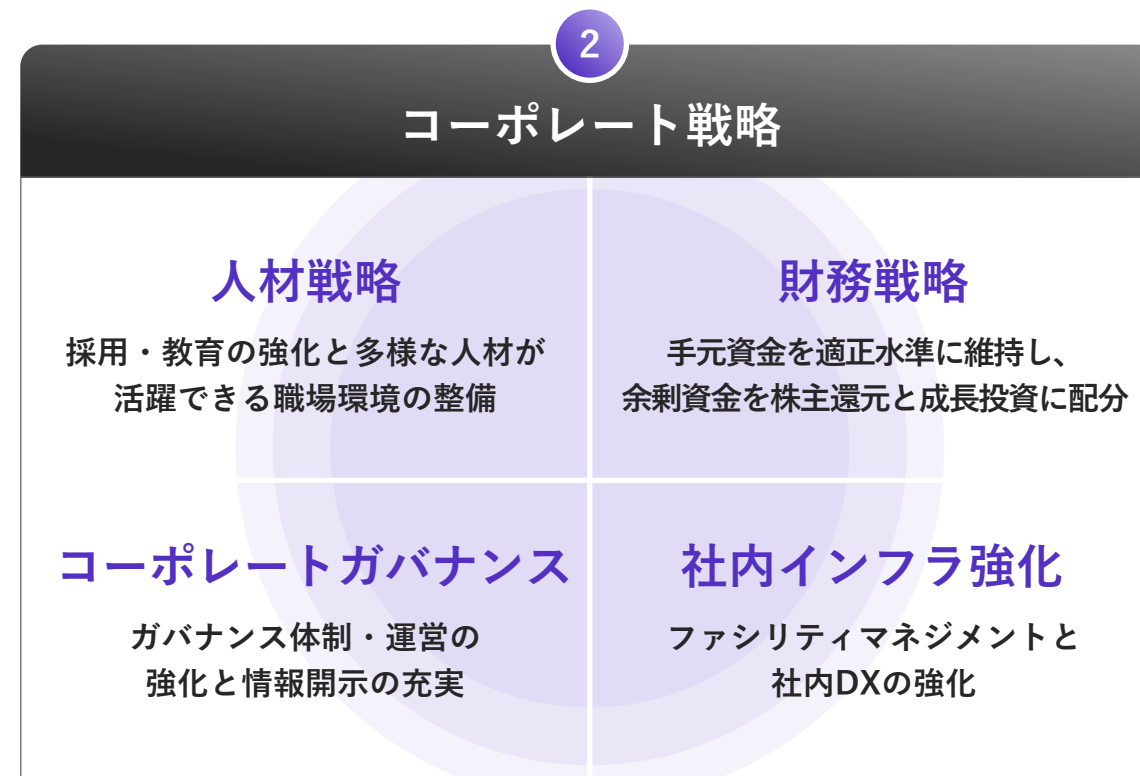 2
コーポレート戦略
人材戦略
採用・教育の強化と多様な人材が
活躍できる職場環境の整備
財務戦略
手元資金を適正水準に維持し、
余剰資金を株主還元と成長投資に配分
コーポレートガバナンス
ガバナンス体制・運営の
強化と情報開示の充実
社内インフラ強化
ファシリティマネジメントと
社内DXの強化